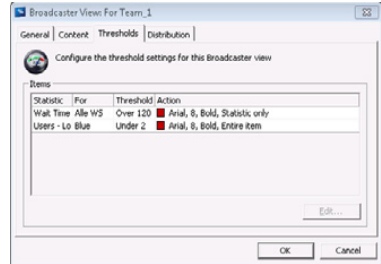 Broadcaster View: For Team_1
General Content Thresholds Distribution
Configure the threshold settings for this Broadcaster view
Items
Statistic For Threshold Action
Wait Time Alle WS Over 120 Arial, 8, Bold, Statistic only
Users - Lo Blue Under 2 Arial, 8, Bold, Entire item
Edit...
OK Cancel